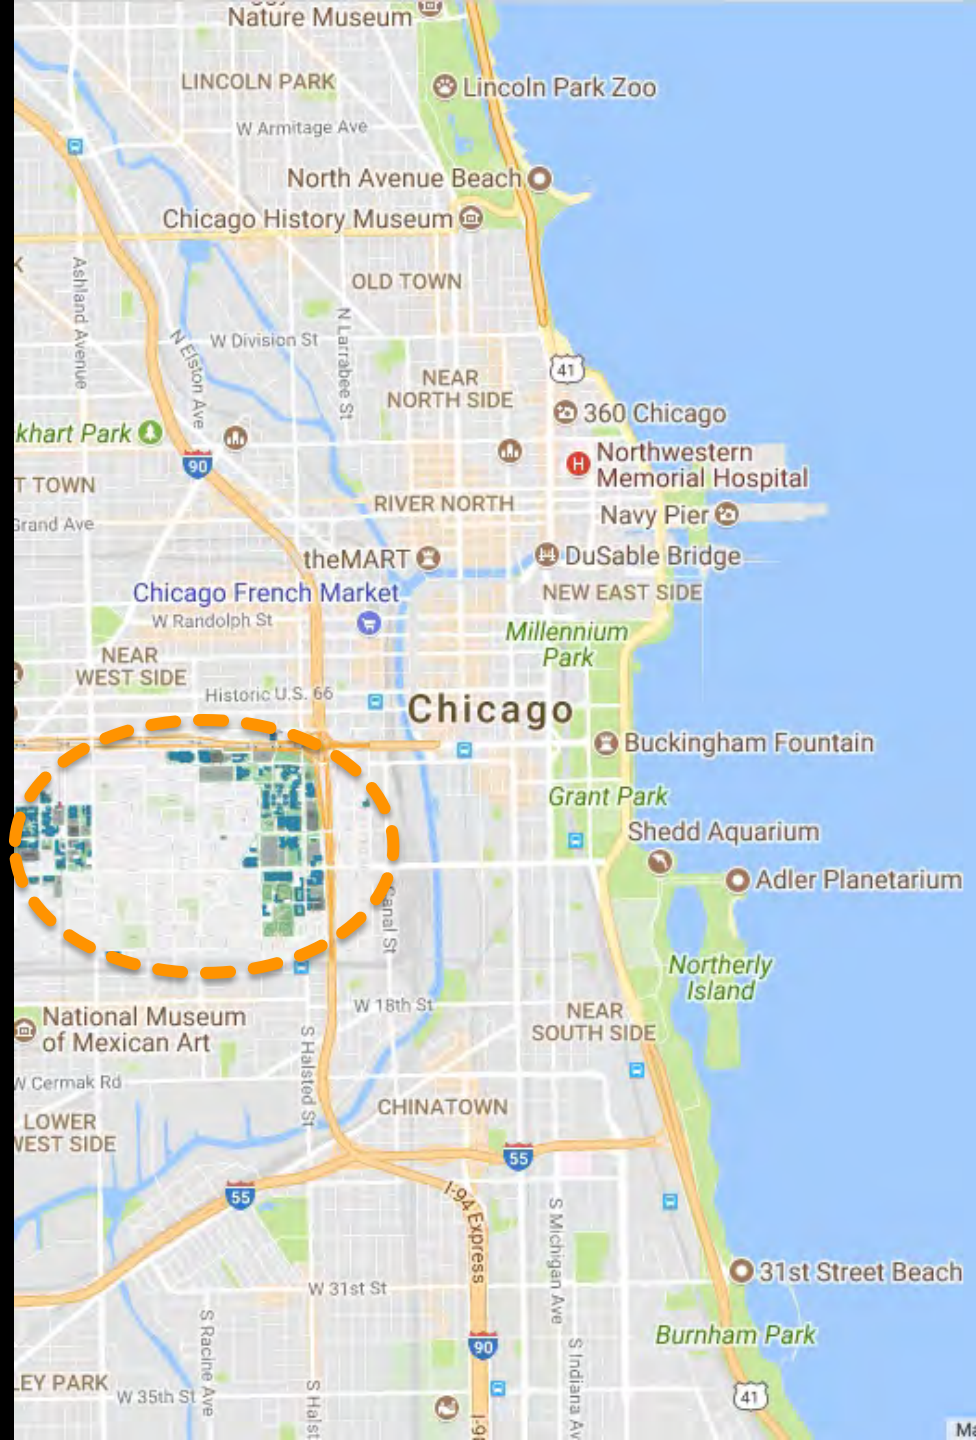 Nature Museum
LINCOLN PARK
Lincoln Park Zoo
W Armitage Ave
North Avenue Beach
Chicago History Museum
K
Ashland Avenue
OLD TOWN
N Elston Ave
N Larrabee St
W Division St
41
NEAR
NORTH SIDE
360 Chicago
khart Park
90
H
Northwestern
Memorial Hospital
T TOWN
RIVER NORTH
Navy Pier
Grand Ave
theMART
DuSable Bridge
Chicago French Market
NEW EAST SIDE
W Randolph St
Millennium
Park
NEAR
WEST SIDE
Historic U.S. 66
Chicago
Buckingham Fountain
Grant Park
Shedd Aquarium
Adler Planetarium
Canal St
Northerly
Island
W 18th St
National Museum
of Mexican Art
NEAR
SOUTH SIDE
S Halsted St
W Cermak Rd
CHINATOWN
LOWER
WEST SIDE
55
55
I-94 Express
S Michigan Ave
31st Street Beach
W 31st St
S Racine Ave
Burnham Park
90
S Indiana Av
LEY PARK
W 35th St
S Halst
41
I-9
Ma